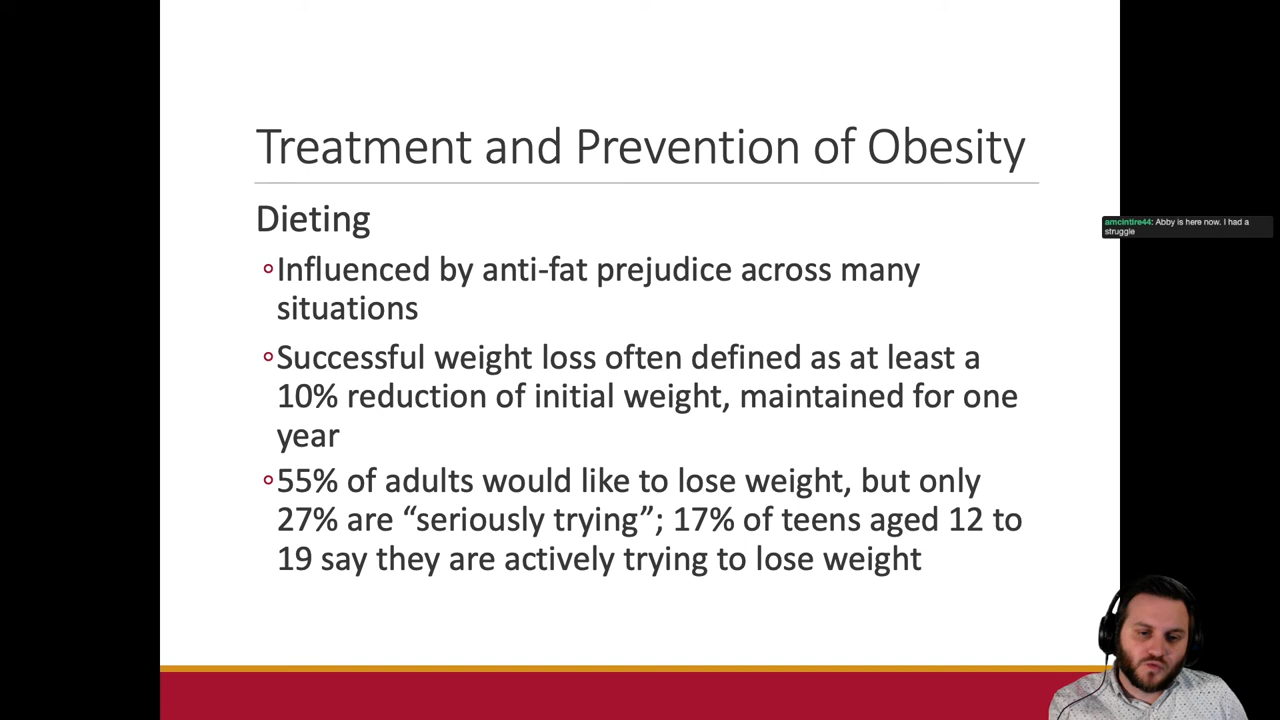 Treatment and Prevention of Obesity
Dieting
Influenced by anti-fat prejudice across many
situations
Successful weight loss often defined as at least a
10% reduction of initial weight, maintained for one
year
55% of adults would like to lose weight, but only
27% are “seriously trying”; 17% of teens aged 12 to
19 say they are actively trying to lose weight
amcintire44: Abby is here now. I had a
struggle